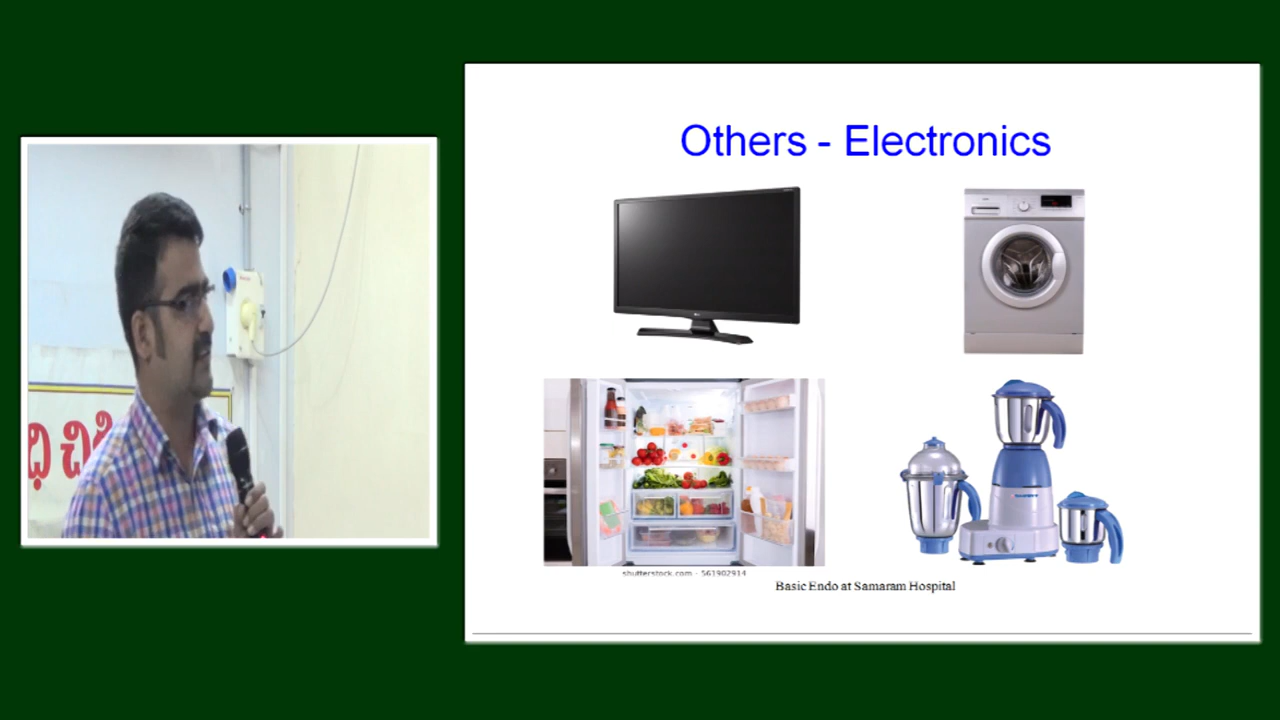 Others - Electronics
ధి చికి
shutterstock.com · 561902914
Basic Endo at Samaram Hospital